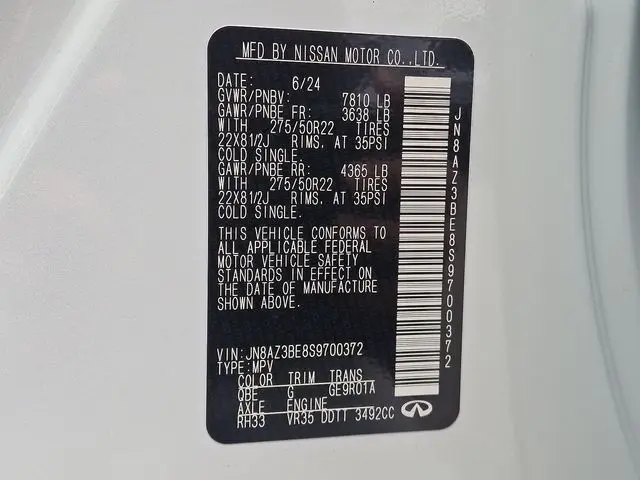 MFD BY NISSAN MOTOR CO.,LTD.
DATE: 6/24
GVWR/PNBV: 7810 LB
GAWR/PNBE FR: 3638 LB
WITH 275/50R22 TIRES
22X81/2J RIMS, AT 35PSI
COLD SINGLE.
GAWR/PNBE RR: 4365 LB
WITH 275/50R22 TIRES
22X81/2J RIMS, AT 35PSI
COLD SINGLE.
THIS VEHICLE CONFORMS TO
ALL APPLICABLE FEDERAL
MOTOR VEHICLE SAFETY
STANDARDS IN EFFECT ON
THE DATE OF MANUFACTURE
SHOWN ABOVE.
VIN:JN8AZ3BE8S9700372
TYPE:MPV
COLOR TRIM TRANS
QBE G GE9R01A
AXLE ENGINE
RH33 VR35 DDTT 3492CC
JN8AZ3BE8S9700372